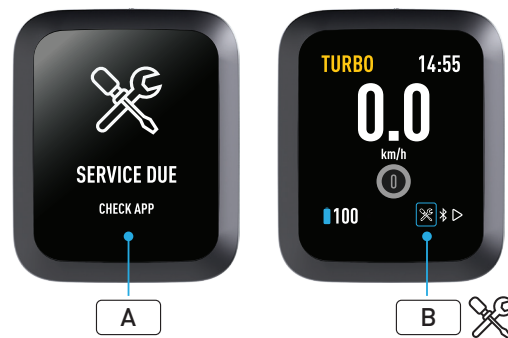 SERVICE DUE
CHECK APP
A
TURBO 14:55
0.0
km/h
0
100
B